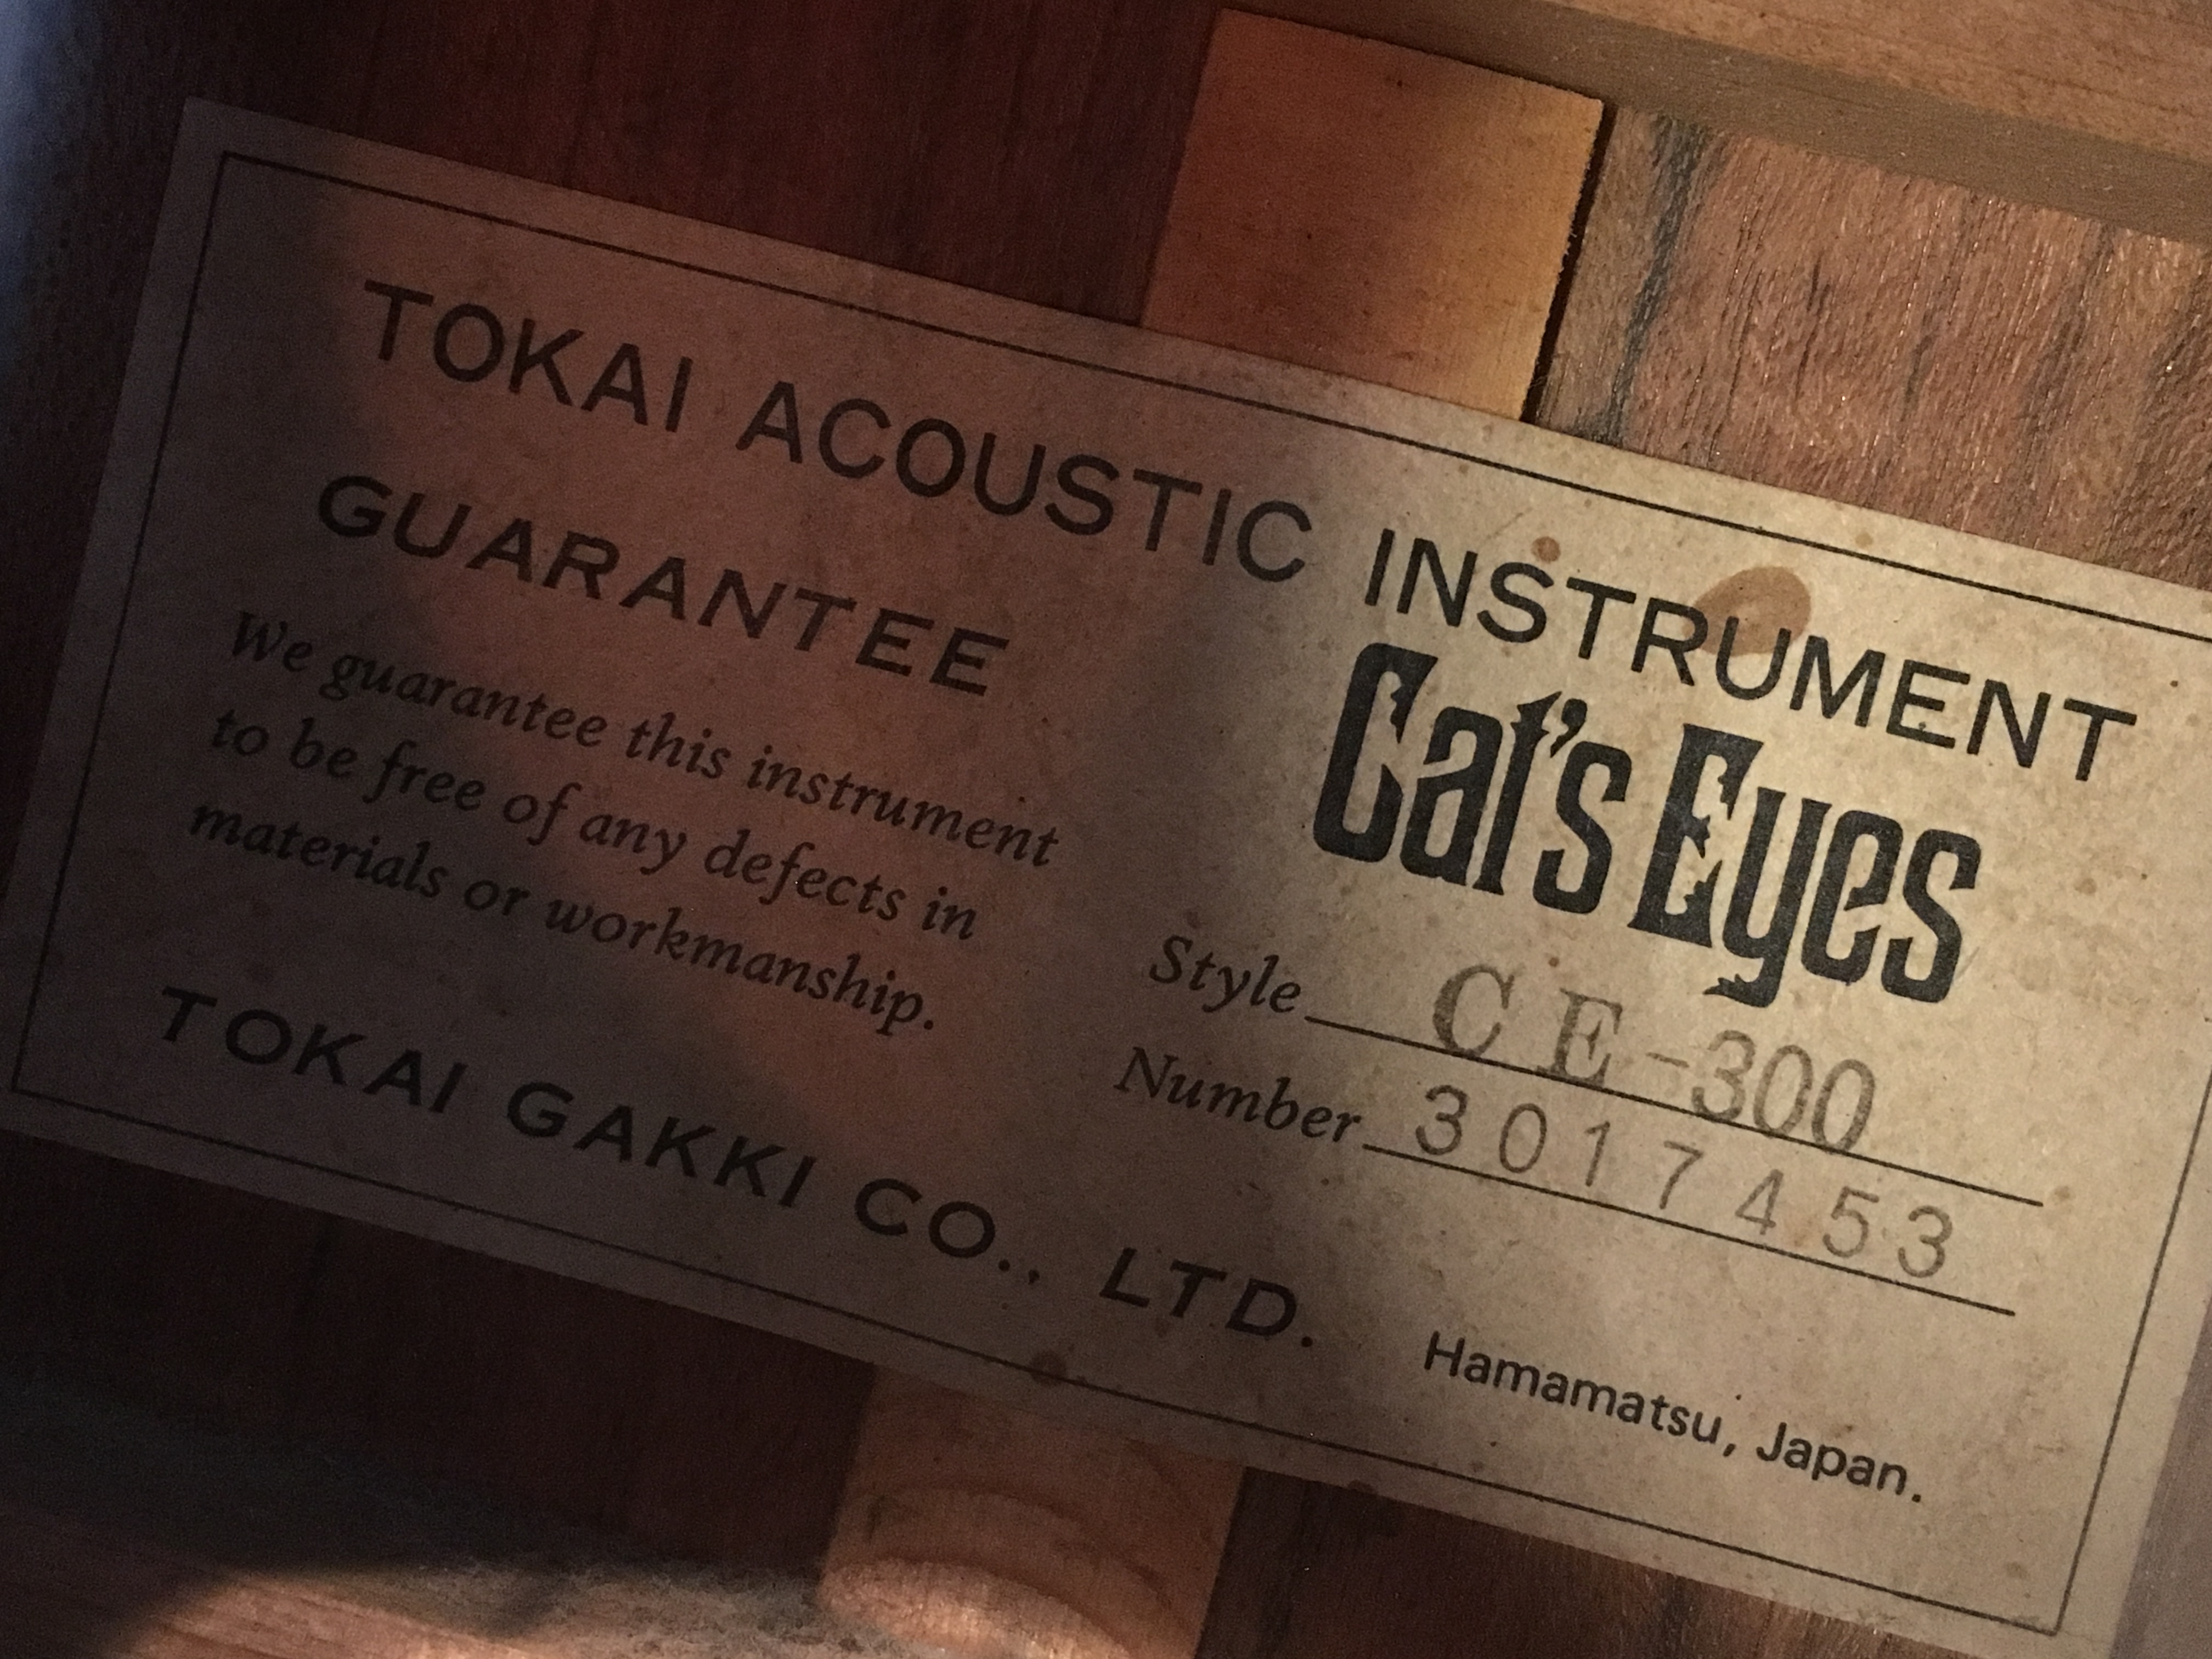 TOKAI ACOUSTIC INSTRUMENT
GUARANTEE
We guarantee this instrument
to be free of any defects in
materials or workmanship.
Cat's Eyes
Style CE-300
Number 3017453
TOKAI GAKKI CO., LTD. Hamamatsu, Japan.